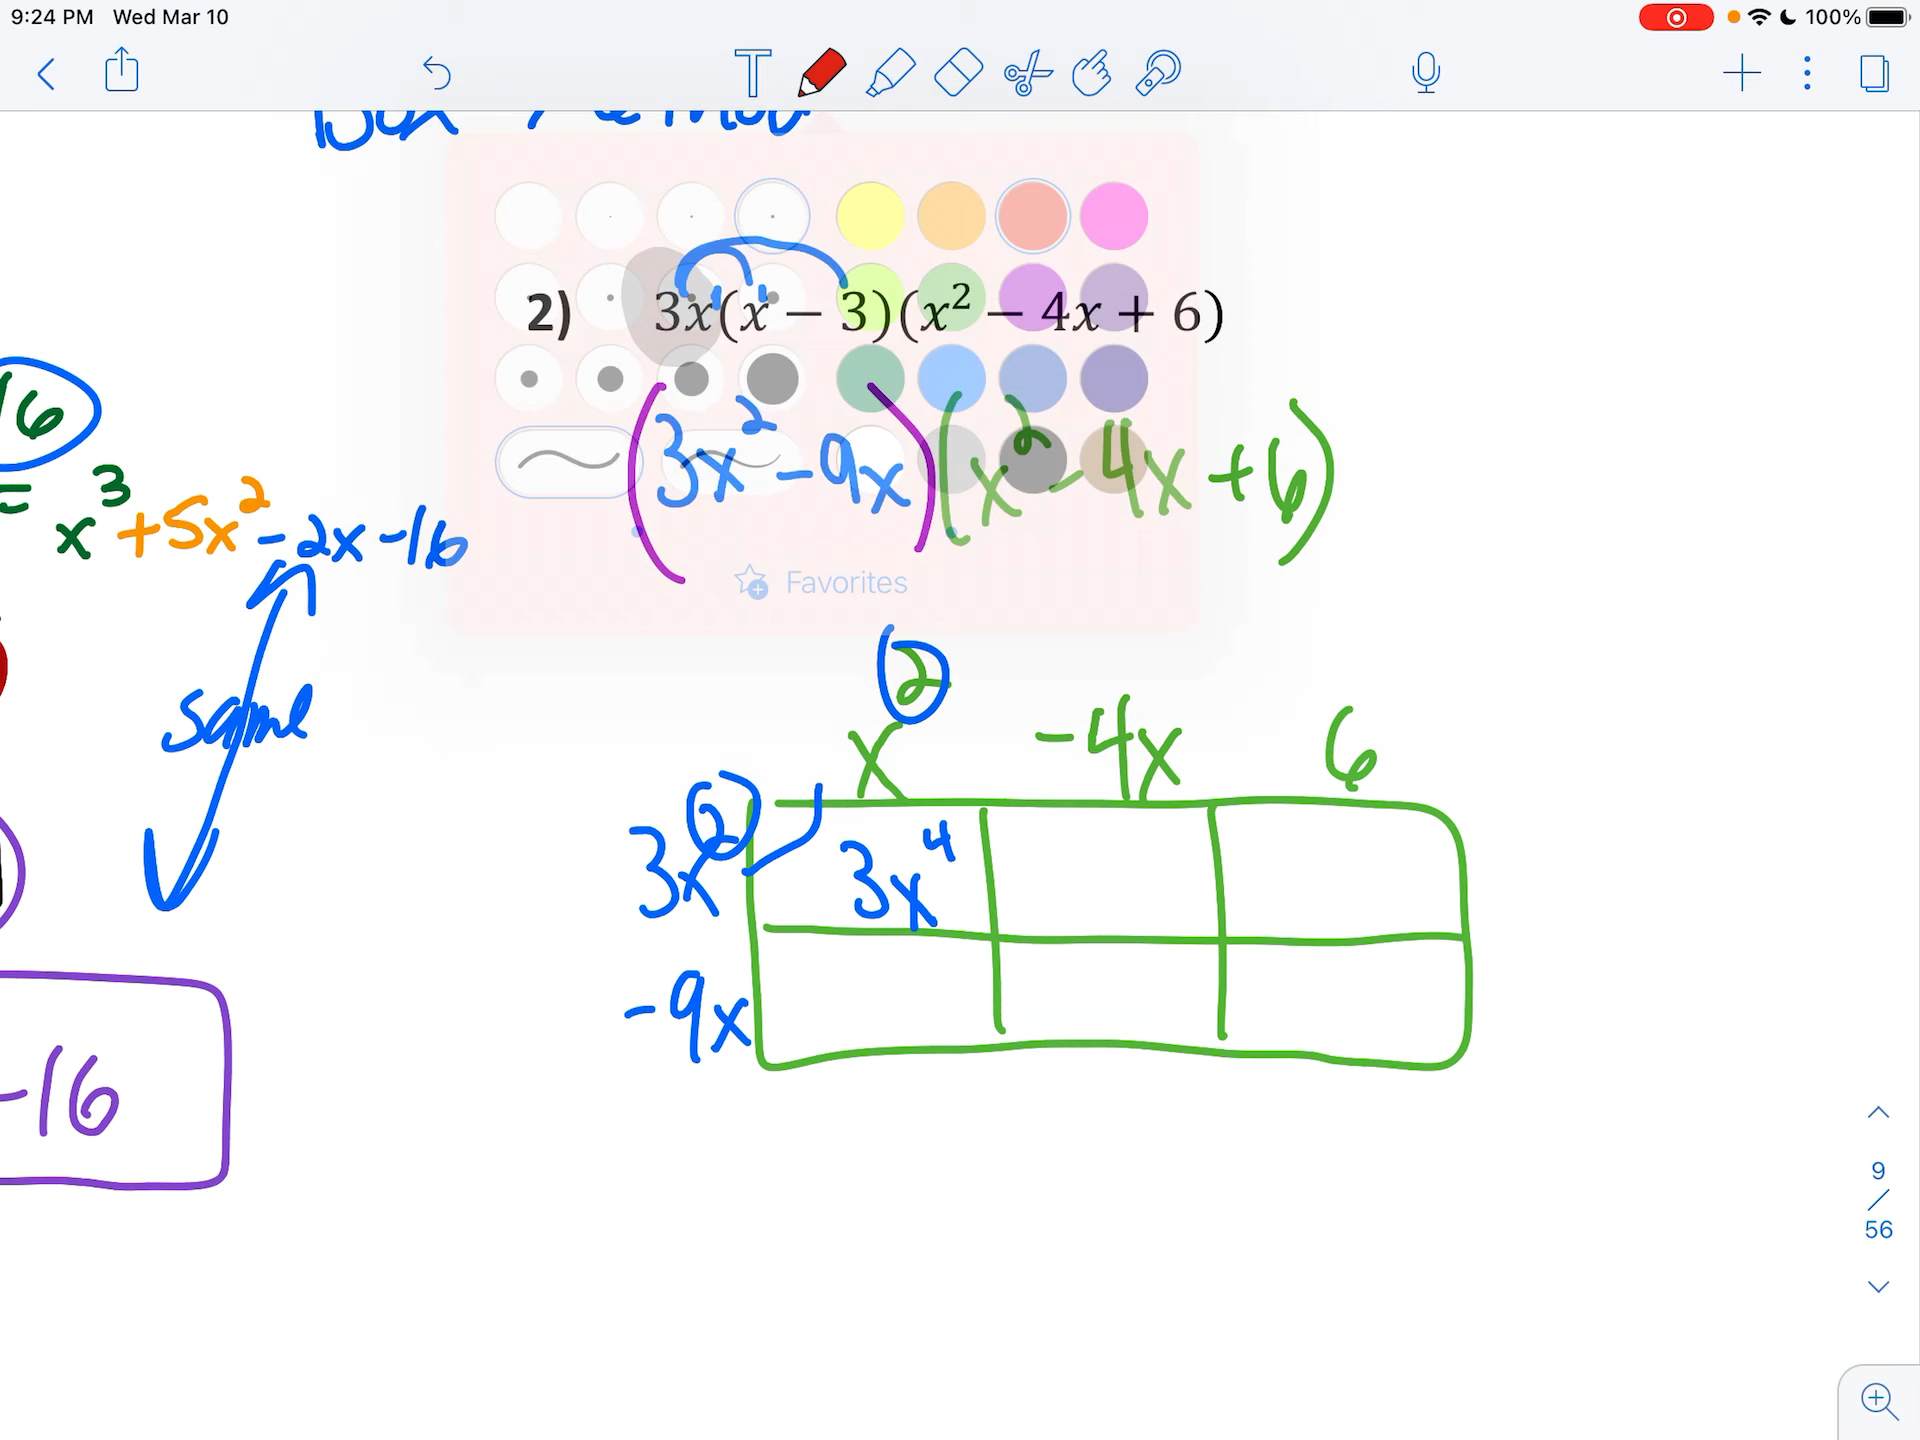 9:24 PM Wed Mar 10
100%
2) 3x(x − 3)(x² − 4x + 6)
16
(3x² - 9x)(x² - 4x + 6)
= x³ + 5x² - 2x - 16
Favorites
same
x² -4x 6
3x² 3x⁴
-9x
-16
9
/
56